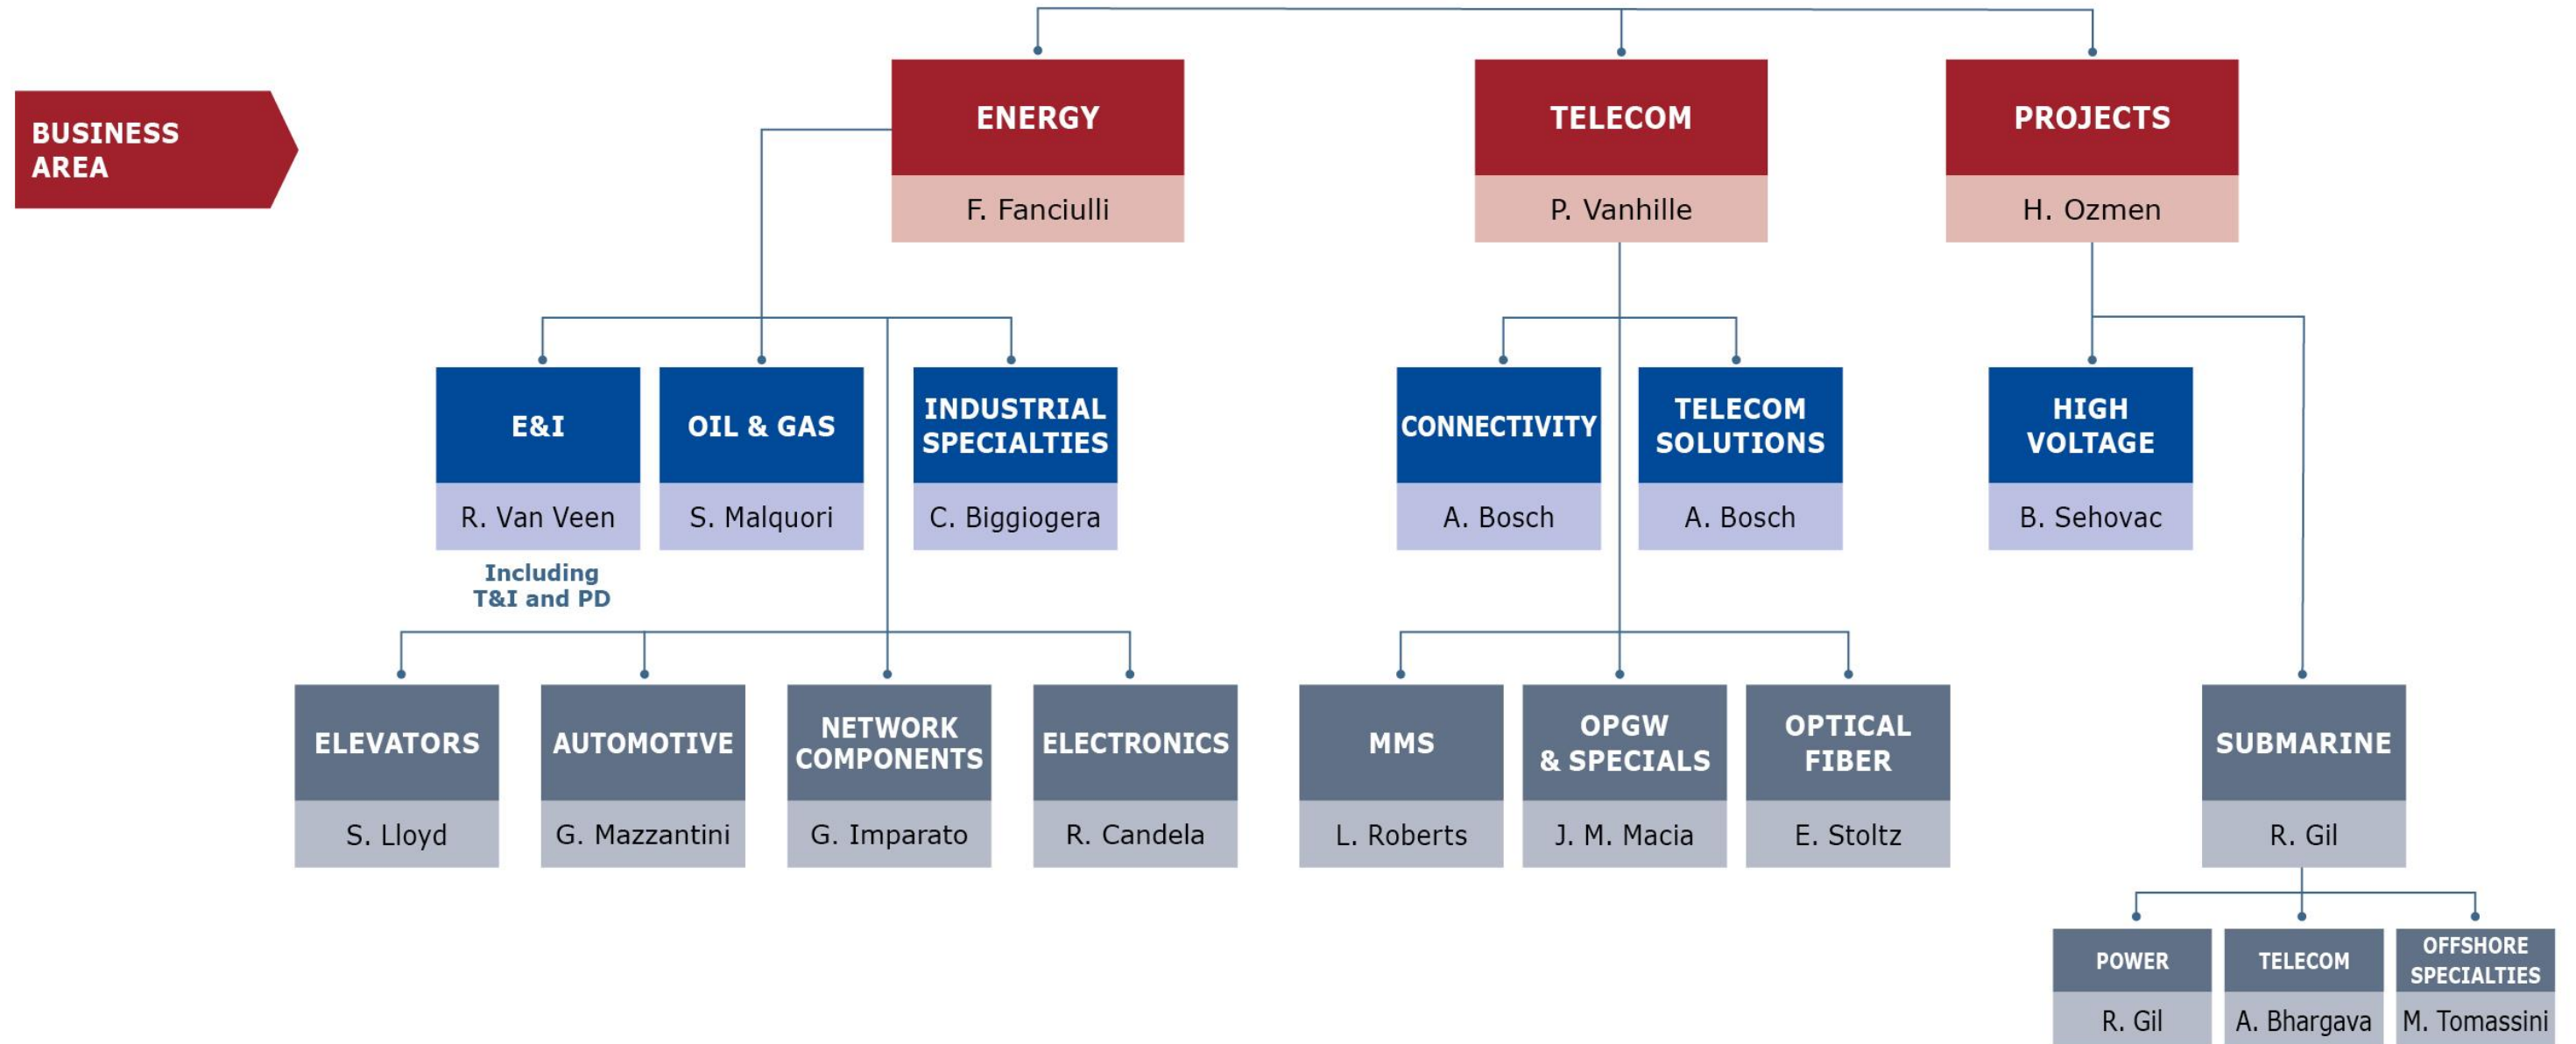 BUSINESS
AREA
ENERGY
F. Fanciulli
TELECOM
P. Vanhille
PROJECTS
H. Ozmen
E&I
R. Van Veen
Including
T&I and PD
OIL & GAS
S. Malquori
INDUSTRIAL
SPECIALTIES
C. Biggiogera
CONNECTIVITY
A. Bosch
TELECOM
SOLUTIONS
A. Bosch
HIGH
VOLTAGE
B. Sehovac
ELEVATORS
S. Lloyd
AUTOMOTIVE
G. Mazzantini
NETWORK
COMPONENTS
G. Imparato
ELECTRONICS
R. Candela
MMS
L. Roberts
OPGW
& SPECIALS
J. M. Macia
OPTICAL
FIBER
E. Stoltz
SUBMARINE
R. Gil
POWER
R. Gil
TELECOM
A. Bhargava
OFFSHORE
SPECIALTIES
M. Tomassini